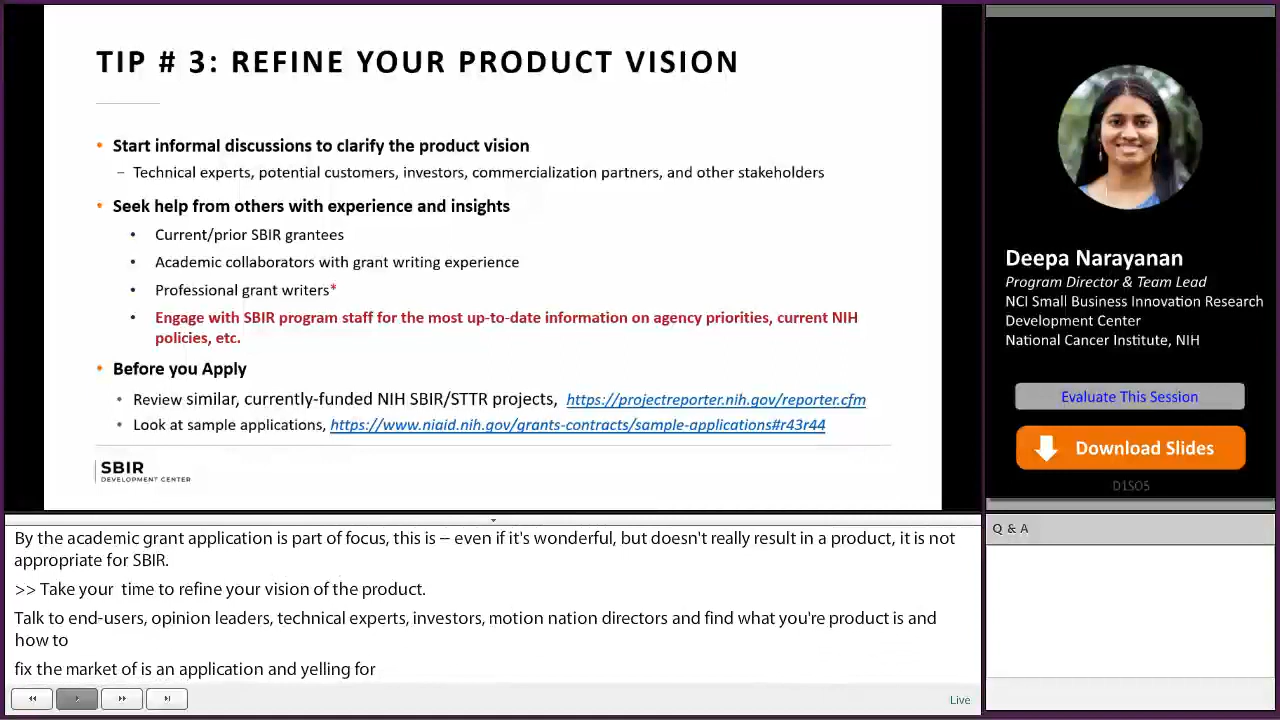 TIP # 3: REFINE YOUR PRODUCT VISION
• Start informal discussions to clarify the product vision
– Technical experts, potential customers, investors, commercialization partners, and other stakeholders
• Seek help from others with experience and insights
• Current/prior SBIR grantees
• Academic collaborators with grant writing experience
• Professional grant writers*
• Engage with SBIR program staff for the most up-to-date information on agency priorities, current NIH
policies, etc.
• Before you Apply
• Review similar, currently-funded NIH SBIR/STTR projects, https://projectreporter.nih.gov/reporter.cfm
• Look at sample applications, https://www.niaid.nih.gov/grants-contracts/sample-applications#r43r44
SBIR
DEVELOPMENT CENTER
Deepa Narayanan
Program Director & Team Lead
NCI Small Business Innovation Research
Development Center
National Cancer Institute, NIH
Evaluate This Session
Download Slides
D1SO5
By the academic grant application is part of focus, this is – even if it's wonderful, but doesn't really result in a product, it is not
appropriate for SBIR.
>> Take your time to refine your vision of the product.
Talk to end-users, opinion leaders, technical experts, investors, motion nation directors and find what you're product is and
how to
fix the market of is an application and yelling for
Live
Q & A